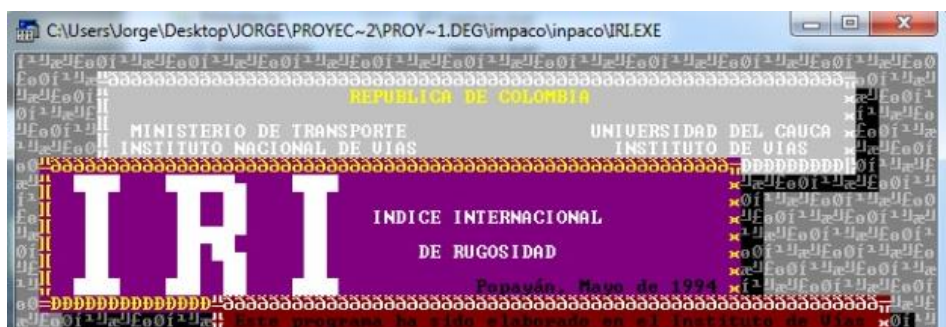 C:\Users\Jorge\Desktop\JORGE\PROYEC~2\PROY~1.DEG\impaco\inpaco\IRI.EXE
REPUBLICA DE COLOMBIA
MINISTERIO DE TRANSPORTE UNIVERSIDAD DEL CAUCA
INSTITUTO NACIONAL DE VIAS INSTITUTO DE VIAS
IRI
INDICE INTERNACIONAL
DE RUGOSIDAD
Popayán, Mayo de 1994
Este programa ha sido elaborado en el instituto de Vias